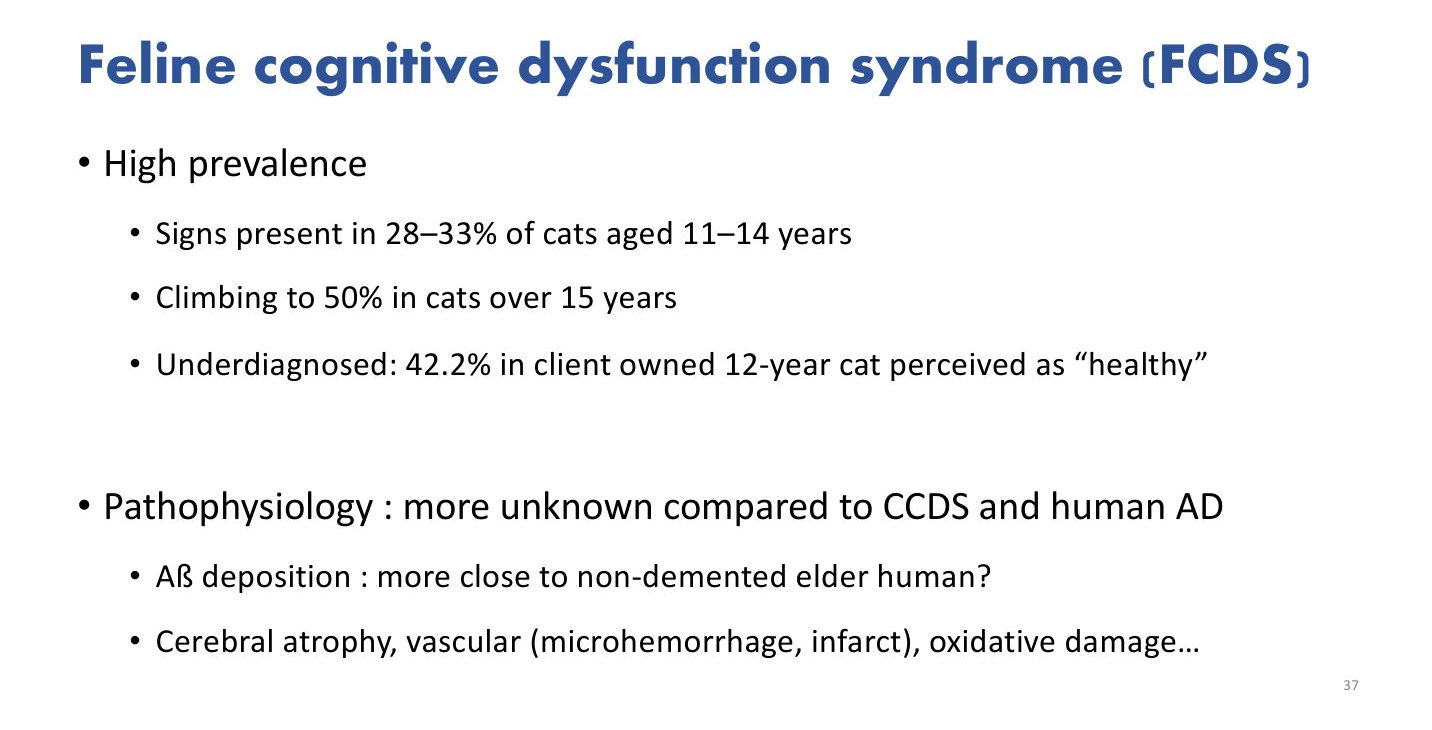 Feline cognitive dysfunction syndrome (FCDS)
• High prevalence
• Signs present in 28–33% of cats aged 11–14 years
• Climbing to 50% in cats over 15 years
• Underdiagnosed: 42.2% in client owned 12-year cat perceived as “healthy”
• Pathophysiology : more unknown compared to CCDS and human AD
• Aß deposition : more close to non-demented elder human?
• Cerebral atrophy, vascular (microhemorrhage, infarct), oxidative damage…
37